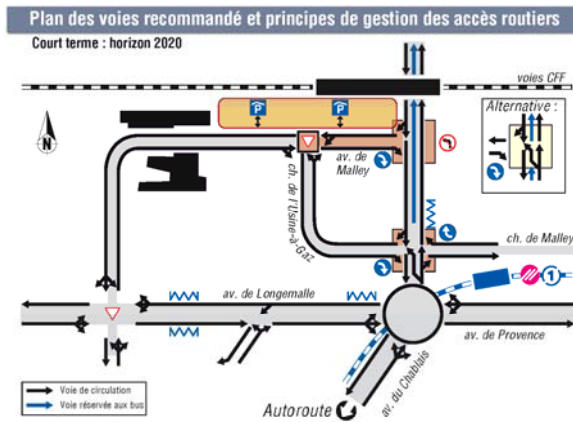 Plan des voies recommandé et principes de gestion des accès routiers
Court terme : horizon 2020
voies CFF
P
P
Alternative :
N
av. de
Malley
ch. de l'Usine-à-Gaz
ch. de Malley
1
av. de Longemalle
av. de Provence
av. du Chablais
Autoroute
Voie de circulation
Voie réservée aux bus